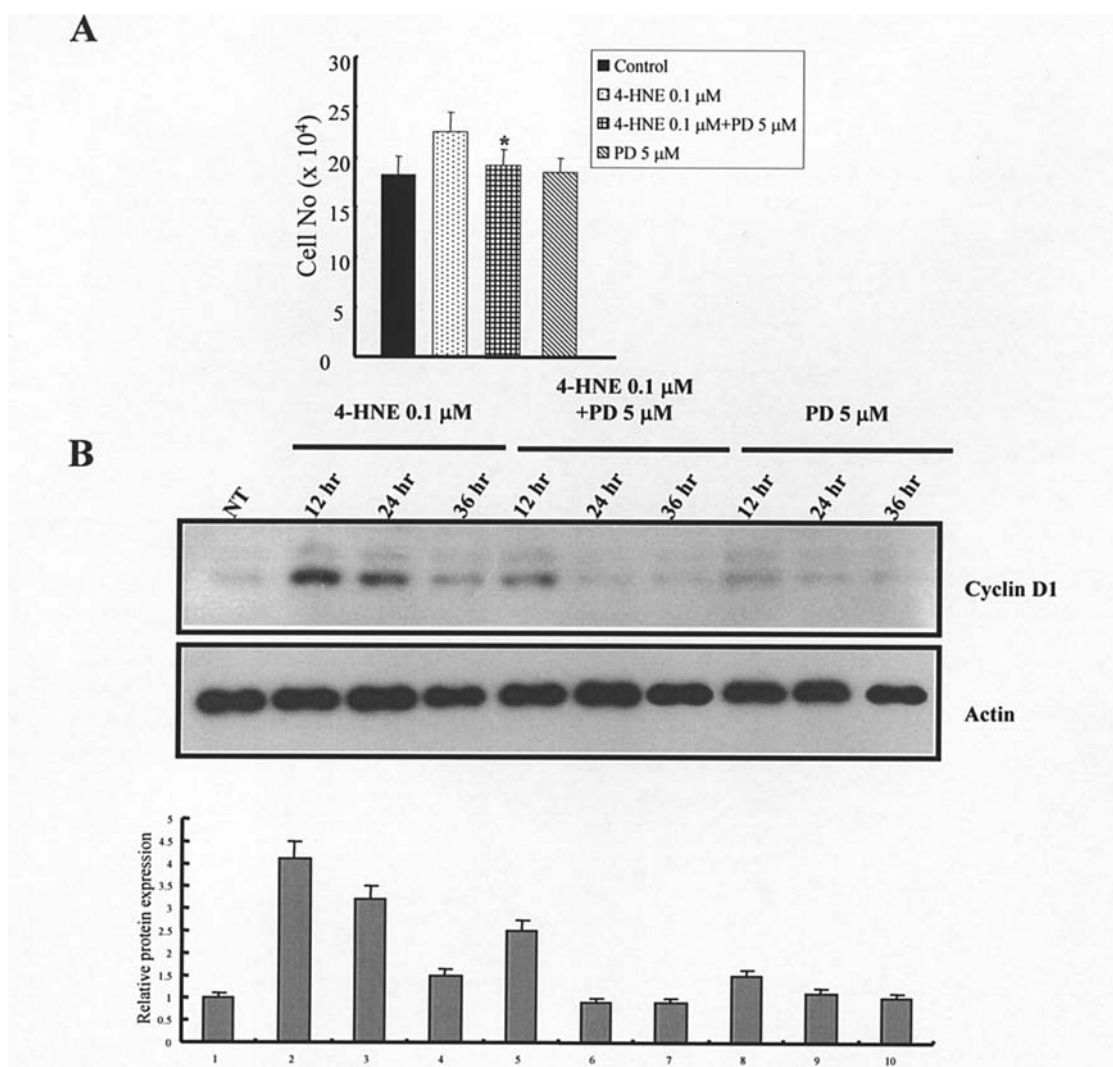 A
30
25
20
15
10
5
0
Cell No (x 10⁴)
*
Control
4-HNE 0.1 μM
4-HNE 0.1 μM+PD 5 μM
PD 5 μM
4-HNE 0.1 μM
4-HNE 0.1 μM
+PD 5 μM
PD 5 μM
B
NT 12 hr 24 hr 36 hr 12 hr 24 hr 36 hr 12 hr 24 hr 36 hr
Cyclin D1
Actin
Relative protein expression
5
4.5
4
3.5
3
2.5
1.5
1
0.5
0
1 2 3 4 5 6 7 8 9 10